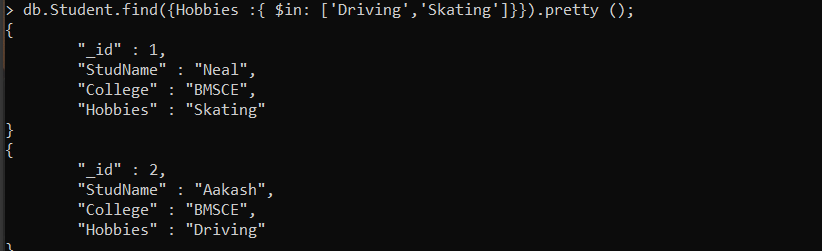 > db.Student.find({Hobbies :{ $in: ['Driving','Skating']}}).pretty ();
{
        "_id" : 1,
        "StudName" : "Neal",
        "College" : "BMSCE",
        "Hobbies" : "Skating"
}
{
        "_id" : 2,
        "StudName" : "Aakash",
        "College" : "BMSCE",
        "Hobbies" : "Driving"
}